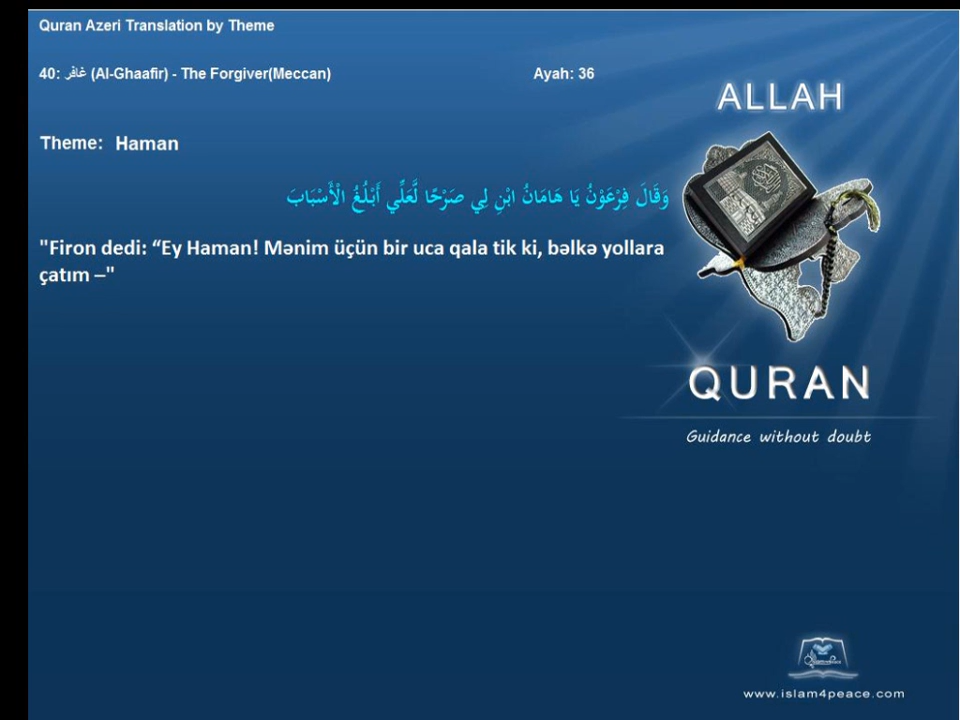 Quran Azeri Translation by Theme
40: غافر (Al-Ghaafir) - The Forgiver(Meccan) Ayah: 36
ALLAH
Theme: Haman
وَقَالَ فِرْعَوْنُ يَا هَامَانُ ابْنِ لِي صَرْحًا لَّعَلِّي أَبْلُغُ الْأَسْبَابَ
"Firon dedi: “Ey Haman! Mənim üçün bir uca qala tik ki, bəlkə yollara
çatım –"
QURAN
Guidance without doubt
www.islam4peace.com